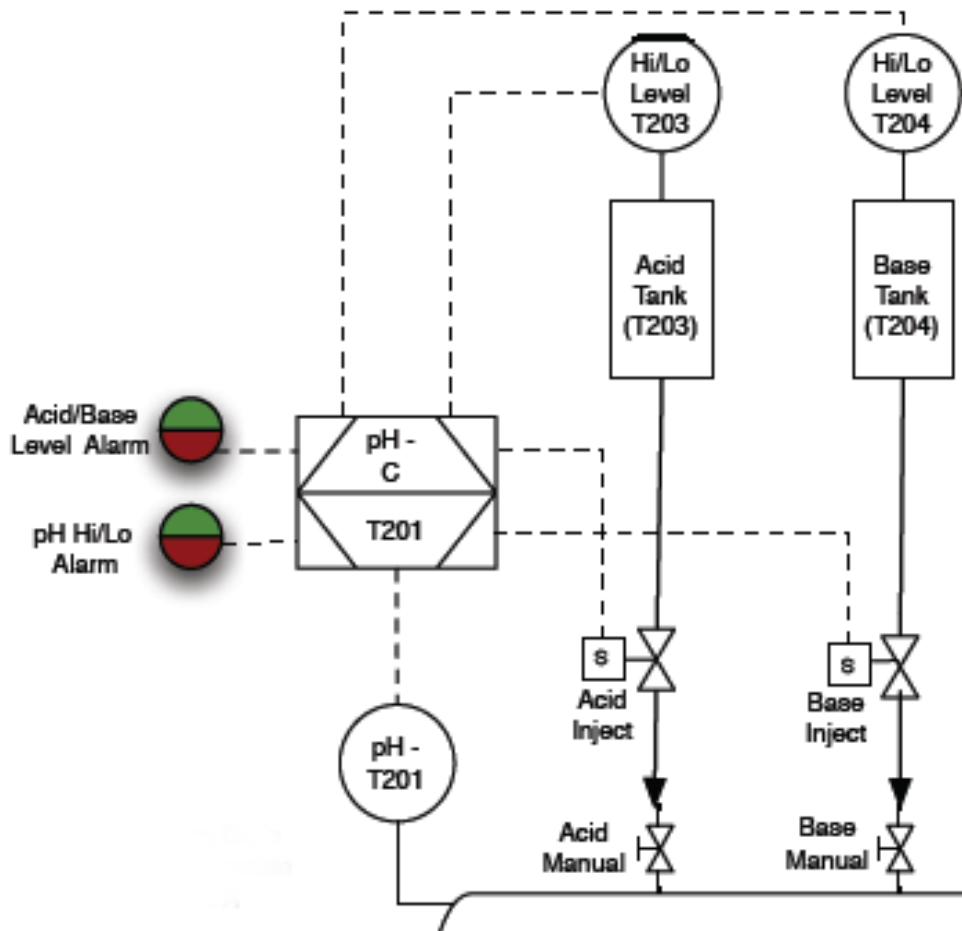 Hi/Lo
Level
T203
Hi/Lo
Level
T204
Acid
Tank
(T203)
Base
Tank
(T204)
Acid/Base
Level Alarm
pH -
C
T201
pH Hi/Lo
Alarm
S
Acid
Inject
S
Base
Inject
pH -
T201
Acid
Manual
Base
Manual